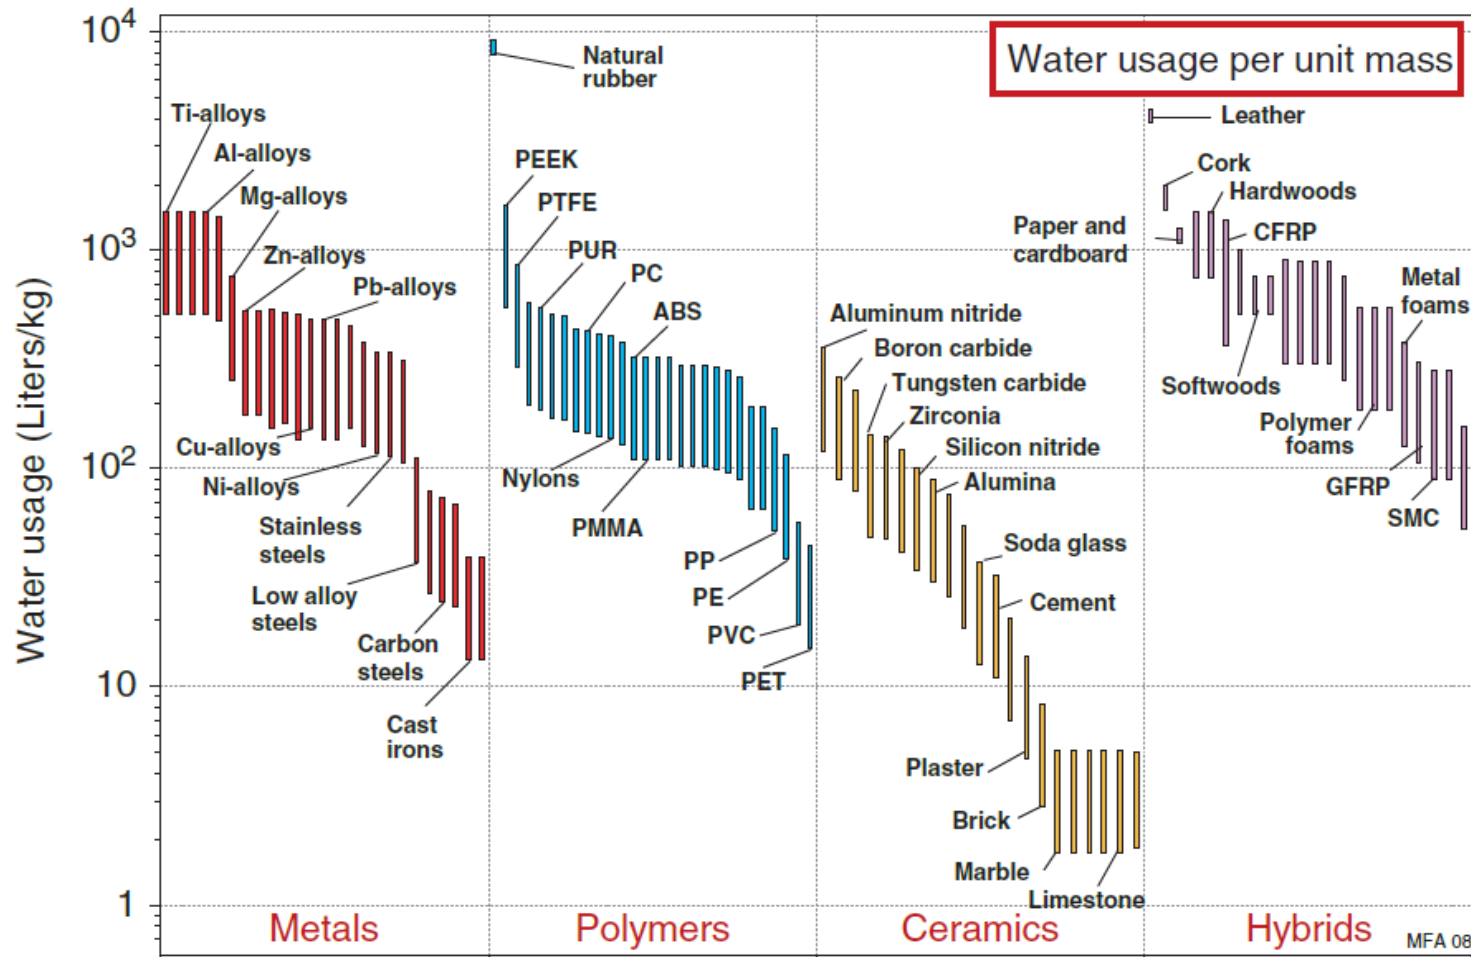 Water usage per unit mass
Water usage (Liters/kg)
10⁴
10³
10²
10
1
Ti-alloys
Al-alloys
Mg-alloys
Zn-alloys
Pb-alloys
Cu-alloys
Ni-alloys
Stainless
steels
Low alloy
steels
Carbon
steels
Cast
irons
Natural
rubber
PEEK
PTFE
PUR
PC
ABS
Nylons
PMMA
PP
PE
PVC
PET
Aluminum nitride
Boron carbide
Tungsten carbide
Zirconia
Silicon nitride
Alumina
Soda glass
Cement
Plaster
Brick
Marble
Limestone
Leather
Cork
Hardwoods
Paper and
cardboard
CFRP
Metal
foams
Softwoods
Polymer
foams
GFRP
SMC
Metals
Polymers
Ceramics
Hybrids
MFA 08